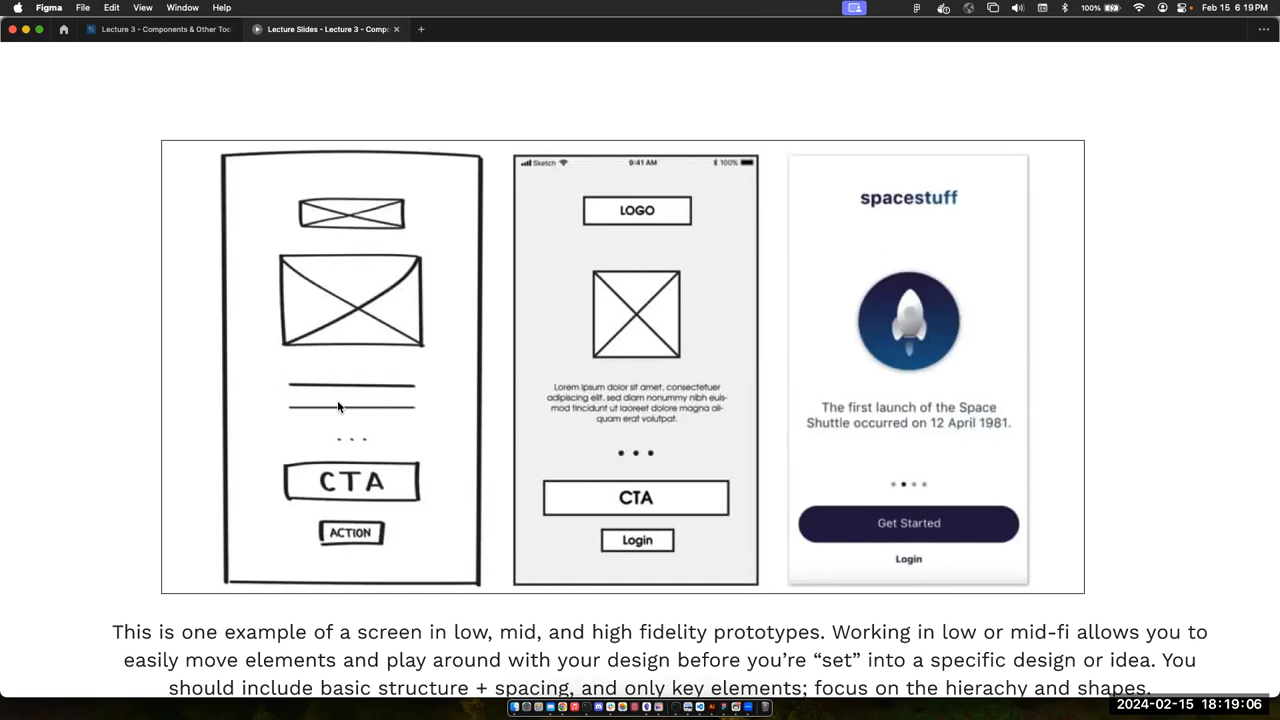 Figma File Edit View Window Help 100% Feb 15 6:19 PM
Lecture 3 - Components & Other Too Lecture Slides - Lecture 3 - Comp
Sketch 9:41 AM 100%
LOGO
spacestuff
Lorem ipsum dolor sit amet, consectetuer
adipiscing elit, sed diam nonummy nibh euis-
mod tincidunt ut laoreet dolore magna ali-
quam erat volutpat.
The first launch of the Space
Shuttle occurred on 12 April 1981.
CTA
CTA
Get Started
ACTION
Login
Login
This is one example of a screen in low, mid, and high fidelity prototypes. Working in low or mid-fi allows you to
easily move elements and play around with your design before you’re “set” into a specific design or idea. You
should include basic structure + spacing, and only key elements; focus on the hierachy and shapes.
2024-02-15 18:19:06